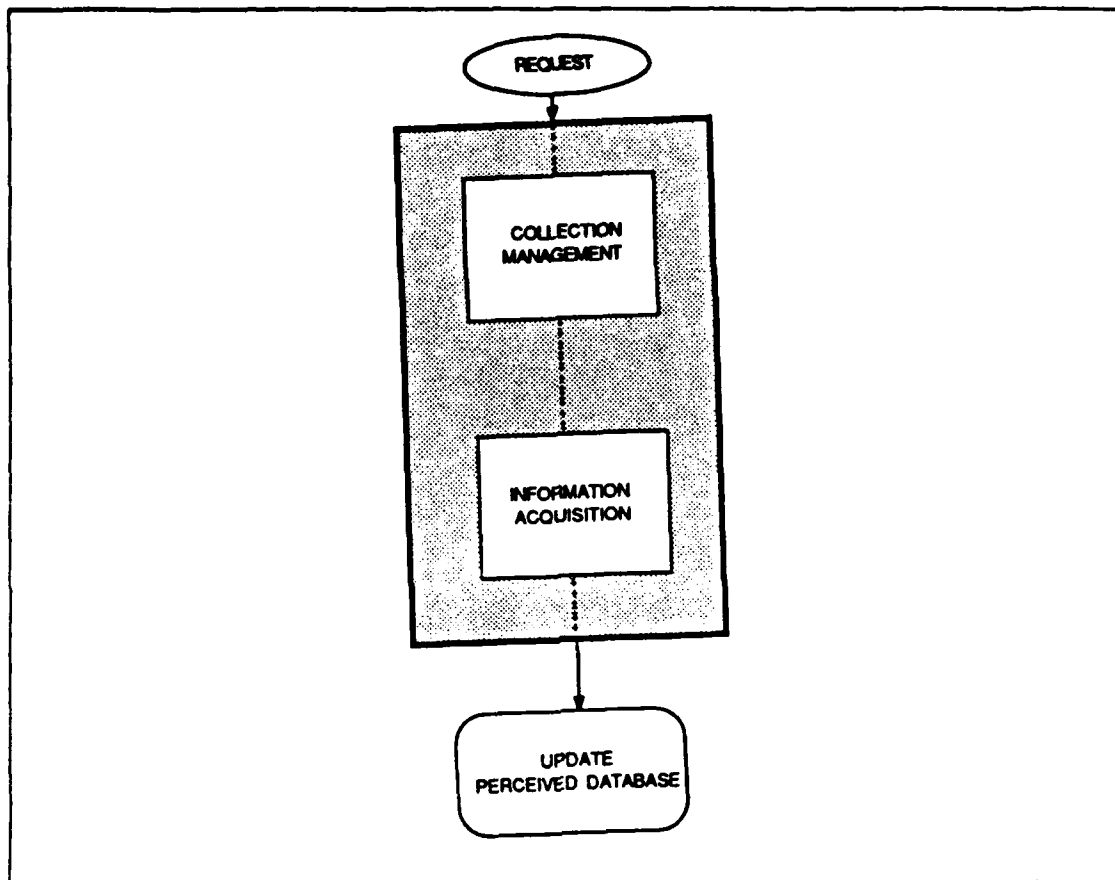 REQUEST
COLLECTION
MANAGEMENT
INFORMATION
ACQUISITION
UPDATE
PERCEIVED DATABASE